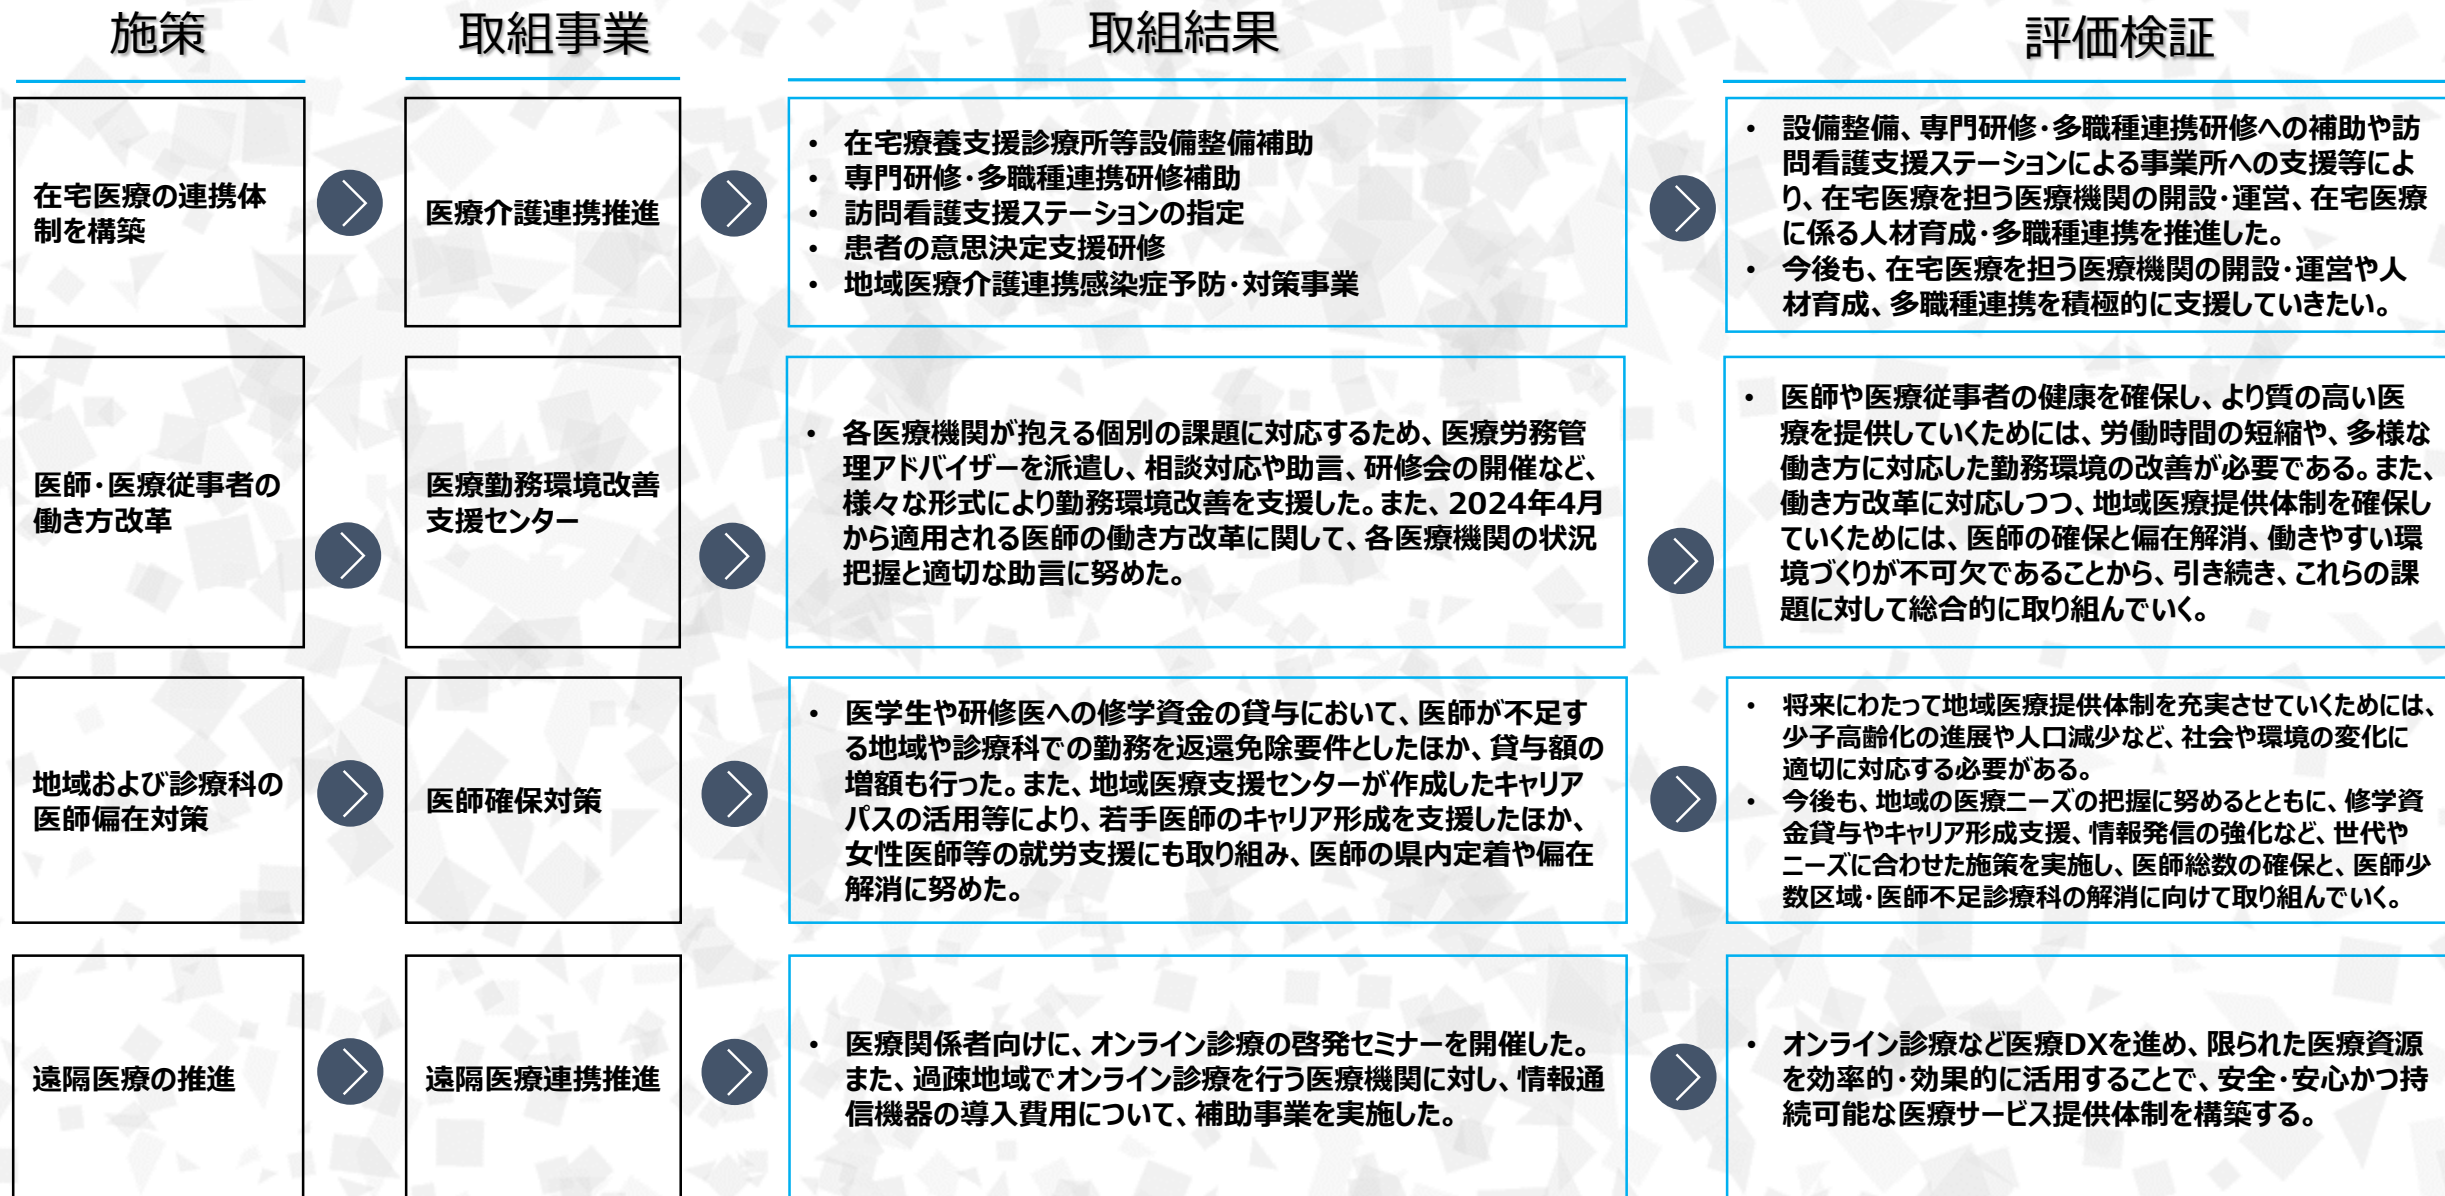 施策
取組事業
取組結果
評価検証
在宅医療の連携体
制を構築
医療介護連携推進
• 在宅療養支援診療所等設備整備補助
• 専門研修・多職種連携研修補助
• 訪問看護支援ステーションの指定
• 患者の意思決定支援研修
• 地域医療介護連携感染症予防・対策事業
• 設備整備、専門研修・多職種連携研修への補助や訪
問看護支援ステーションによる事業所への支援等によ
り、在宅医療を担う医療機関の開設・運営、在宅医療
に係る人材育成・多職種連携を推進した。
• 今後も、在宅医療を担う医療機関の開設・運営や人
材育成、多職種連携を積極的に支援していきたい。
医師・医療従事者の
働き方改革
医療勤務環境改善
支援センター
• 各医療機関が抱える個別の課題に対応するため、医療労務管
理アドバイザーを派遣し、相談対応や助言、研修会の開催など、
様々な形式により勤務環境改善を支援した。また、2024年4月
から適用される医師の働き方改革に関して、各医療機関の状況
把握と適切な助言に努めた。
• 医師や医療従事者の健康を確保し、より質の高い医
療を提供していくためには、労働時間の短縮や、多様な
働き方に対応した勤務環境の改善が必要である。また、
働き方改革に対応しつつ、地域医療提供体制を確保し
ていくためには、医師の確保と偏在解消、働きやすい環
境づくりが不可欠であることから、引き続き、これらの課
題に対して総合的に取り組んでいく。
地域および診療科の
医師偏在対策
医師確保対策
• 医学生や研修医への修学資金の貸与において、医師が不足す
る地域や診療科での勤務を返還免除要件としたほか、貸与額の
増額も行った。また、地域医療支援センターが作成したキャリア
パスの活用等により、若手医師のキャリア形成を支援したほか、
女性医師等の就労支援にも取り組み、医師の県内定着や偏在
解消に努めた。
• 将来にわたって地域医療提供体制を充実させていくためには、
少子高齢化の進展や人口減少など、社会や環境の変化に
適切に対応する必要がある。
• 今後も、地域の医療ニーズの把握に努めるとともに、修学資
金貸与やキャリア形成支援、情報発信の強化など、世代や
ニーズに合わせた施策を実施し、医師総数の確保と、医師少
数区域・医師不足診療科の解消に向けて取り組んでいく。
遠隔医療の推進
遠隔医療連携推進
• 医療関係者向けに、オンライン診療の啓発セミナーを開催した。
また、過疎地域でオンライン診療を行う医療機関に対し、情報通
信機器の導入費用について、補助事業を実施した。
• オンライン診療など医療DXを進め、限られた医療資源
を効率的・効果的に活用することで、安全・安心かつ持
続可能な医療サービス提供体制を構築する。